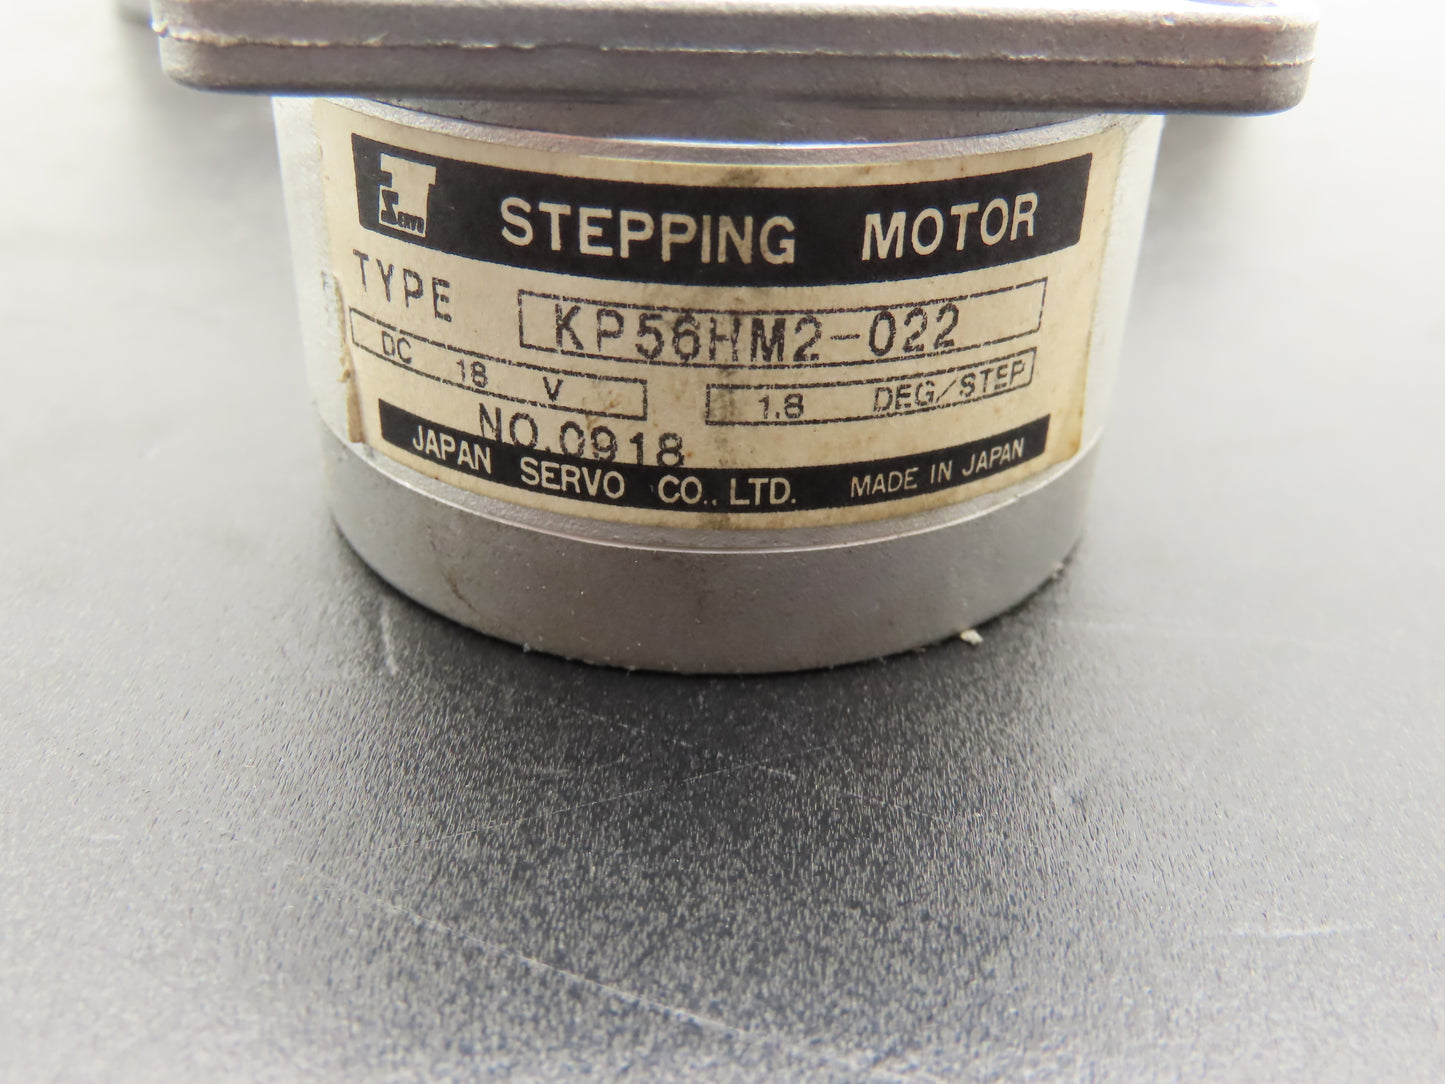 Servo STEPPING MOTOR
TYPE KP56HM2-022
DC 18 V 1.8 DEG/STEP
NO.0918
JAPAN SERVO CO., LTD. MADE IN JAPAN